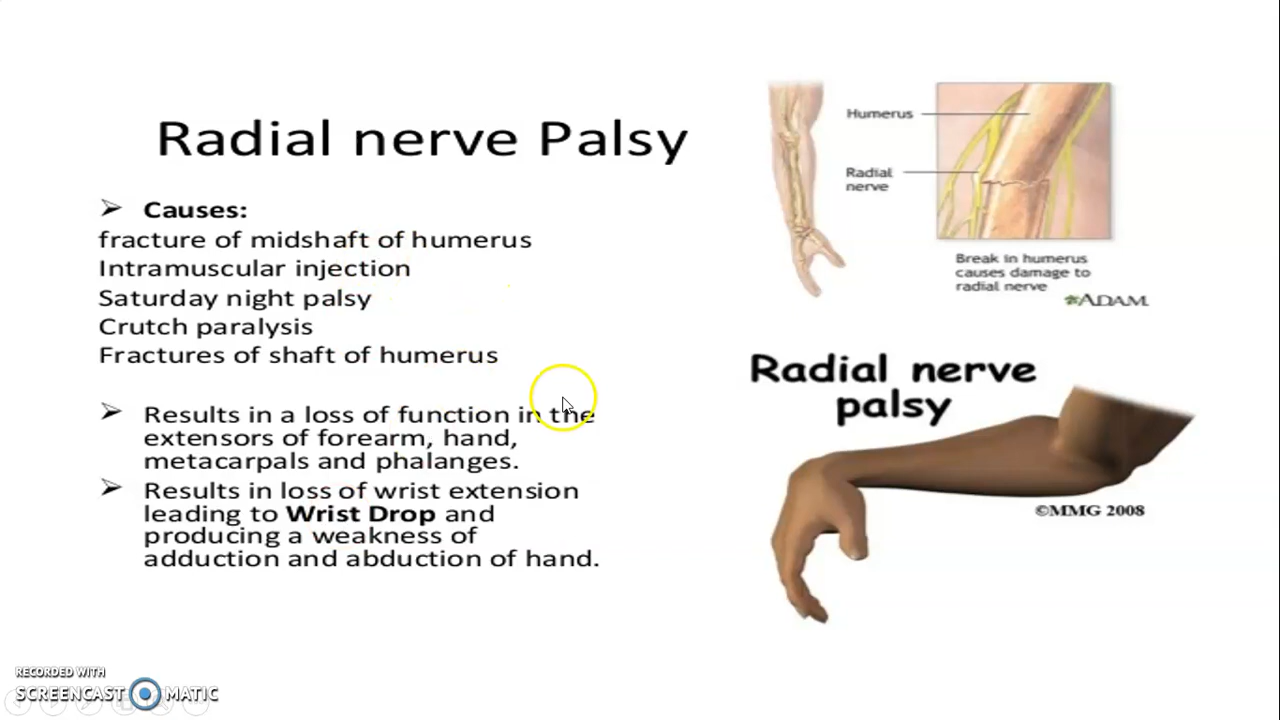 Radial nerve Palsy
➢ Causes:
fracture of midshaft of humerus
Intramuscular injection
Saturday night palsy
Crutch paralysis
Fractures of shaft of humerus
➢ Results in a loss of function in the
extensors of forearm, hand,
metacarpals and phalanges.
➢ Results in loss of wrist extension
leading to Wrist Drop and
producing a weakness of
adduction and abduction of hand.
Humerus
Radial
nerve
Break in humerus
causes damage to
radial nerve
ADAM
Radial nerve
palsy
©MMG 2008
RECORDED WITH
SCREENCAST MATIC